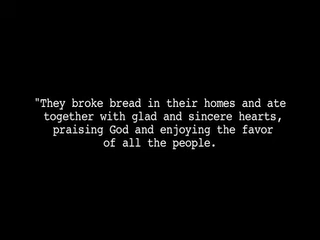 "They broke bread in their homes and ate
together with glad and sincere hearts,
praising God and enjoying the favor
of all the people.